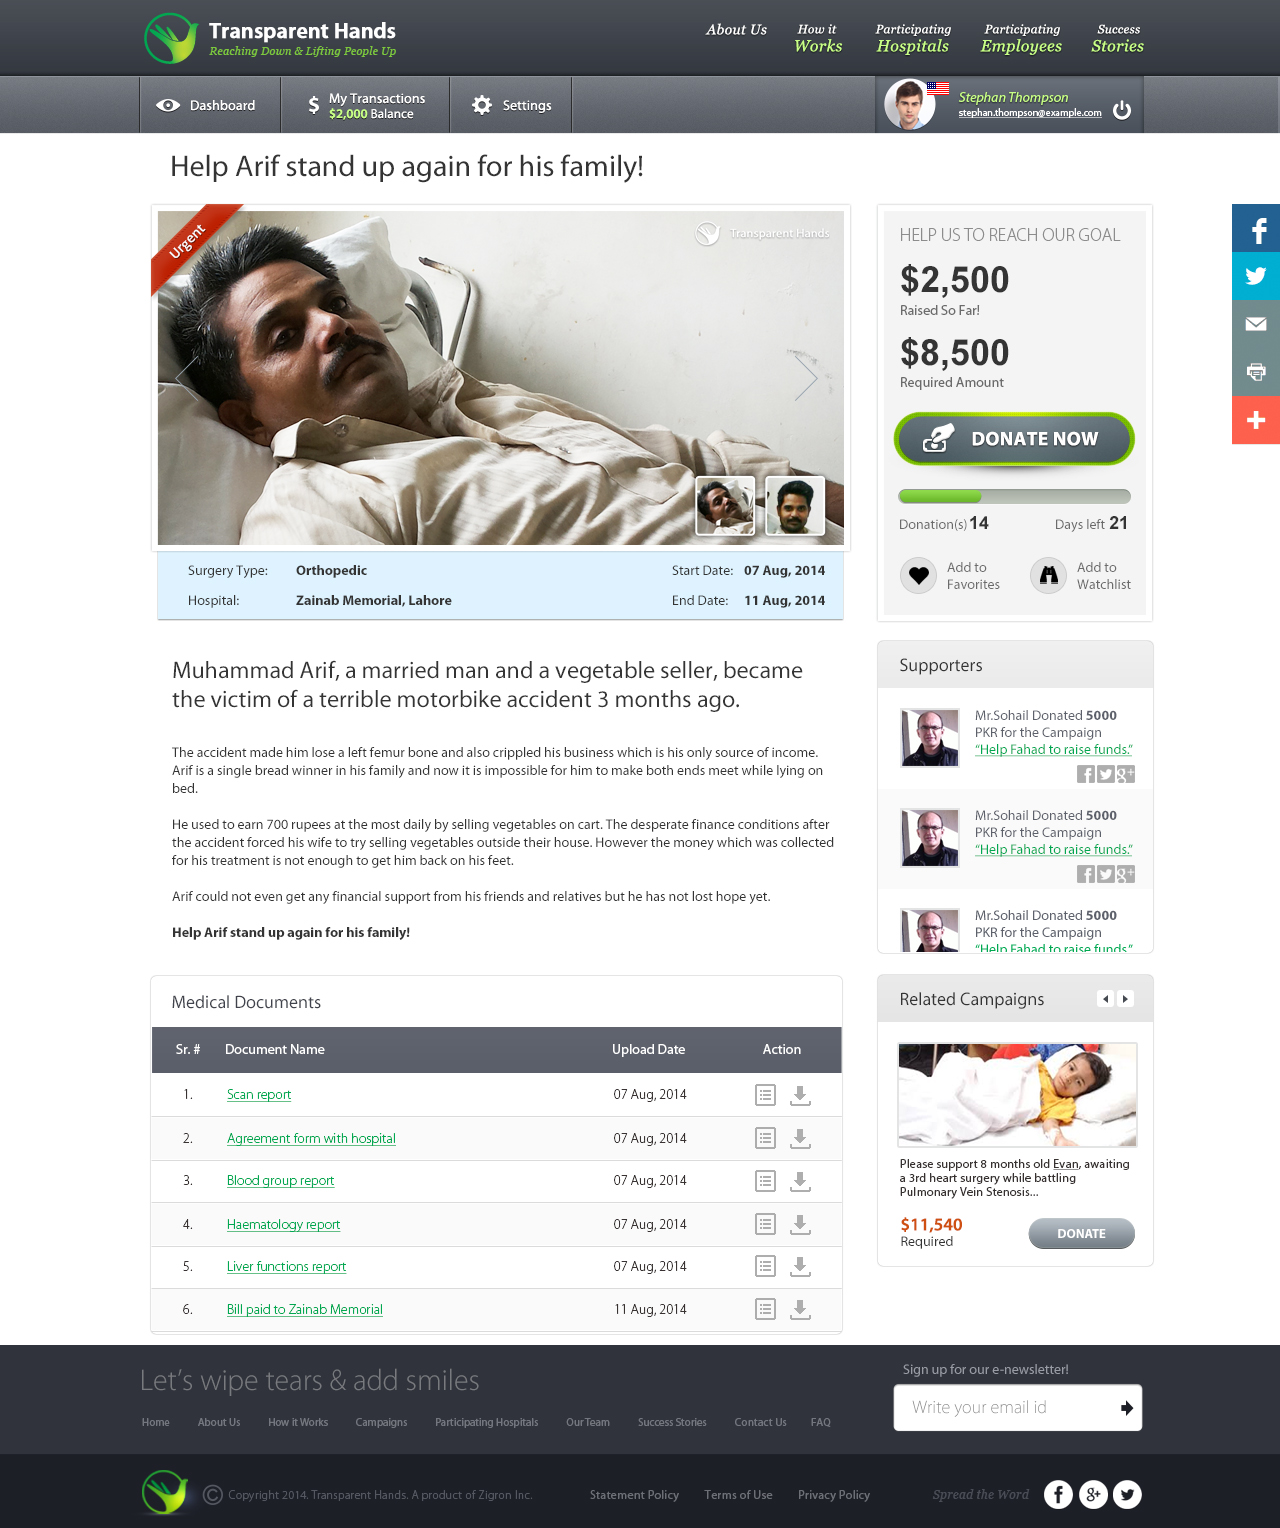 Transparent Hands
Reaching Down & Lifting People Up
About Us
How it
Works
Participating
Hospitals
Participating
Employees
Success
Stories
Dashboard
$ My Transactions
$2,000 Balance
Settings
Stephan Thompson
stephan.thompson@example.com
Help Arif stand up again for his family!
Urgent
Transparent Hands
Surgery Type: Orthopedic
Start Date: 07 Aug, 2014
Hospital: Zainab Memorial, Lahore
End Date: 11 Aug, 2014
HELP US TO REACH OUR GOAL
$2,500
Raised So Far!
$8,500
Required Amount
DONATE NOW
Donation(s) 14
Days left 21
Add to
Favorites
Add to
Watchlist
Muhammad Arif, a married man and a vegetable seller, became
the victim of a terrible motorbike accident 3 months ago.
The accident made him lose a left femur bone and also crippled his business which is his only source of income.
Arif is a single bread winner in his family and now it is impossible for him to make both ends meet while lying on
bed.
He used to earn 700 rupees at the most daily by selling vegetables on cart. The desperate finance conditions after
the accident forced his wife to try selling vegetables outside their house. However the money which was collected
for his treatment is not enough to get him back on his feet.
Arif could not even get any financial support from his friends and relatives but he has not lost hope yet.
Help Arif stand up again for his family!
Supporters
Mr.Sohail Donated 5000
PKR for the Campaign
“Help Fahad to raise funds.”
Mr.Sohail Donated 5000
PKR for the Campaign
“Help Fahad to raise funds.”
Mr.Sohail Donated 5000
PKR for the Campaign
“Help Fahad to raise funds.”
Medical Documents
Sr. # Document Name Upload Date Action
1. Scan report 07 Aug, 2014
2. Agreement form with hospital 07 Aug, 2014
3. Blood group report 07 Aug, 2014
4. Haematology report 07 Aug, 2014
5. Liver functions report 07 Aug, 2014
6. Bill paid to Zainab Memorial 11 Aug, 2014
Related Campaigns
Please support 8 months old Evan, awaiting
a 3rd heart surgery while battling
Pulmonary Vein Stenosis...
$11,540
Required
DONATE
Let’s wipe tears & add smiles
Home About Us How it Works Campaigns Participating Hospitals Our Team Success Stories Contact Us FAQ
Sign up for our e-newsletter!
Write your email id
© Copyright 2014. Transparent Hands. A product of Zigron Inc.
Statement Policy Terms of Use Privacy Policy
Spread the Word